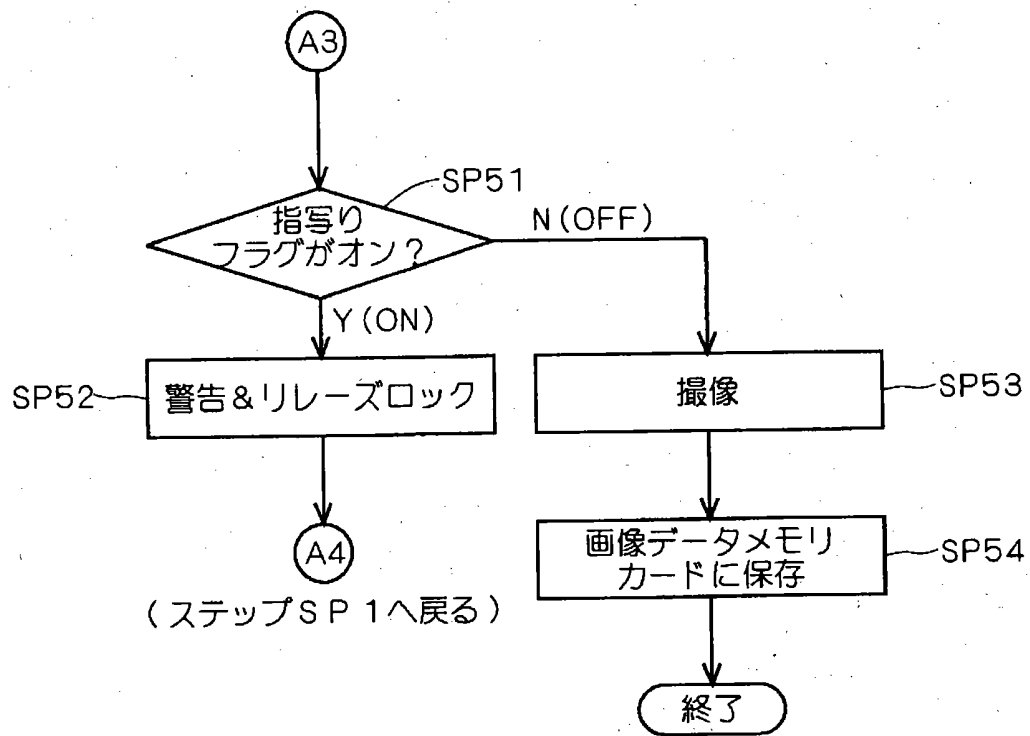 A3
SP51
指写り
フラグがオン？
N(OFF)
Y(ON)
SP52
警告&リレーズロック
撮像
SP53
A4
(ステップSP1へ戻る)
画像データメモリ
カードに保存
SP54
終了